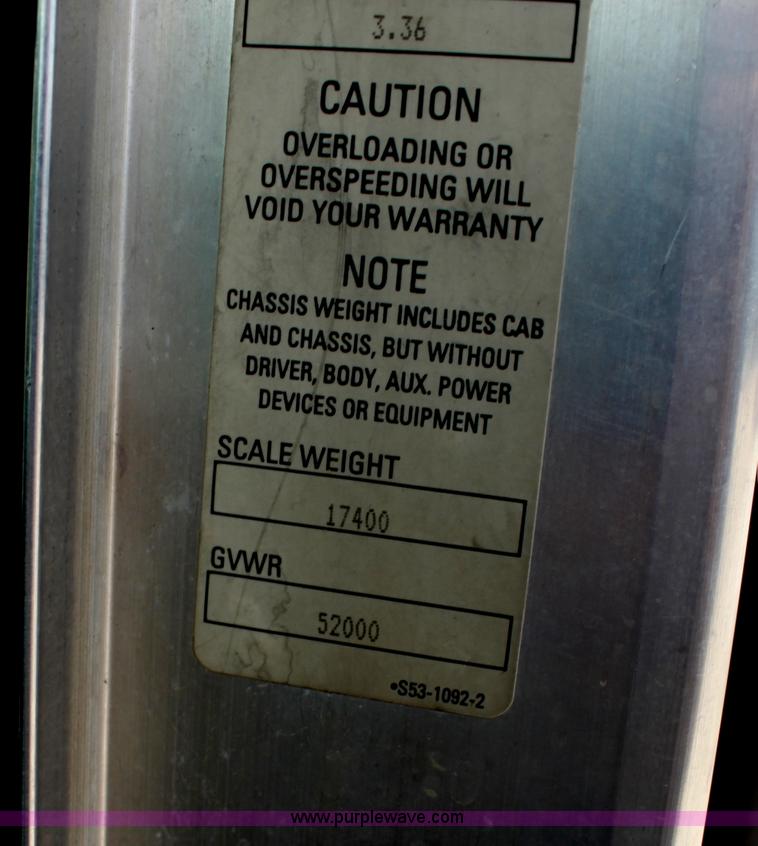 3.36
CAUTION
OVERLOADING OR
OVERSPEEDING WILL
VOID YOUR WARRANTY
NOTE
CHASSIS WEIGHT INCLUDES CAB
AND CHASSIS, BUT WITHOUT
DRIVER, BODY, AUX. POWER
DEVICES OR EQUIPMENT
SCALE WEIGHT
17400
GVWR
52000
•S53-1092-2
www.purplewave.com